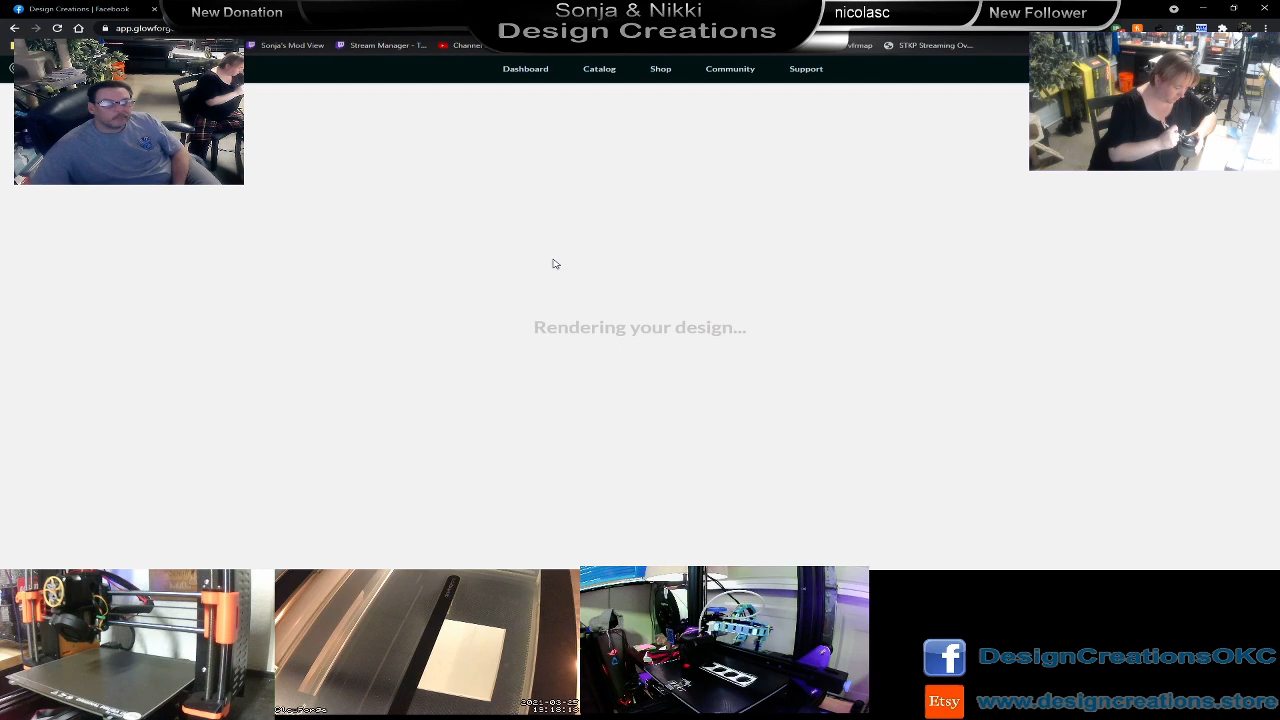 Design Creations | Facebook
New Donation
Sonja & Nikki
Design Creations
nicolasc
New Follower
app.glowforg
Sonja's Mod View
Stream Manager - T...
Channel
vfrmap
STKP Streaming Ov...
Dashboard
Catalog
Shop
Community
Support
Rendering your design...
DesignCreationsOKC
Etsy
www.designcreations.store